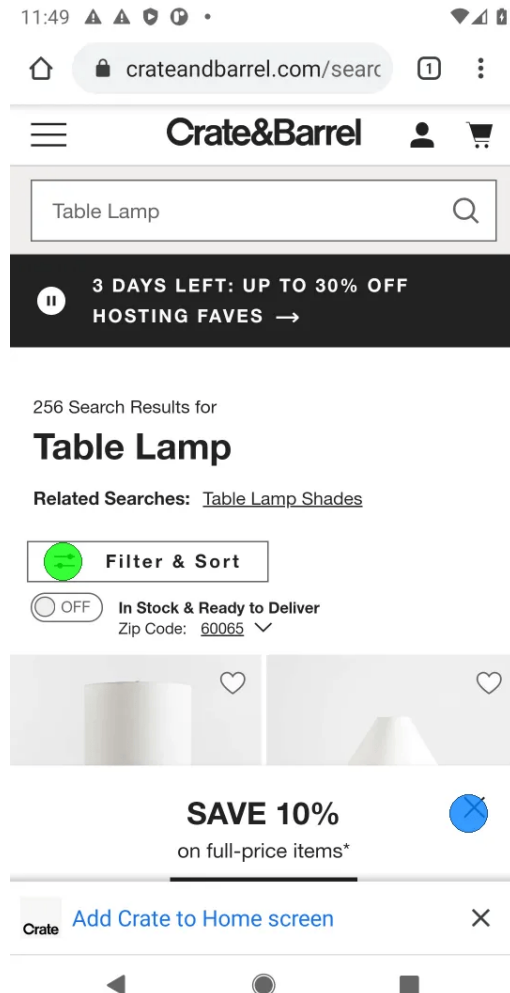 11:49
crateandbarrel.com/searc
1
Crate&Barrel
Table Lamp
3 DAYS LEFT: UP TO 30% OFF
HOSTING FAVES →
256 Search Results for
Table Lamp
Related Searches: Table Lamp Shades
Filter & Sort
OFF
In Stock & Ready to Deliver
Zip Code: 60065
SAVE 10%
on full-price items*
Crate
Add Crate to Home screen